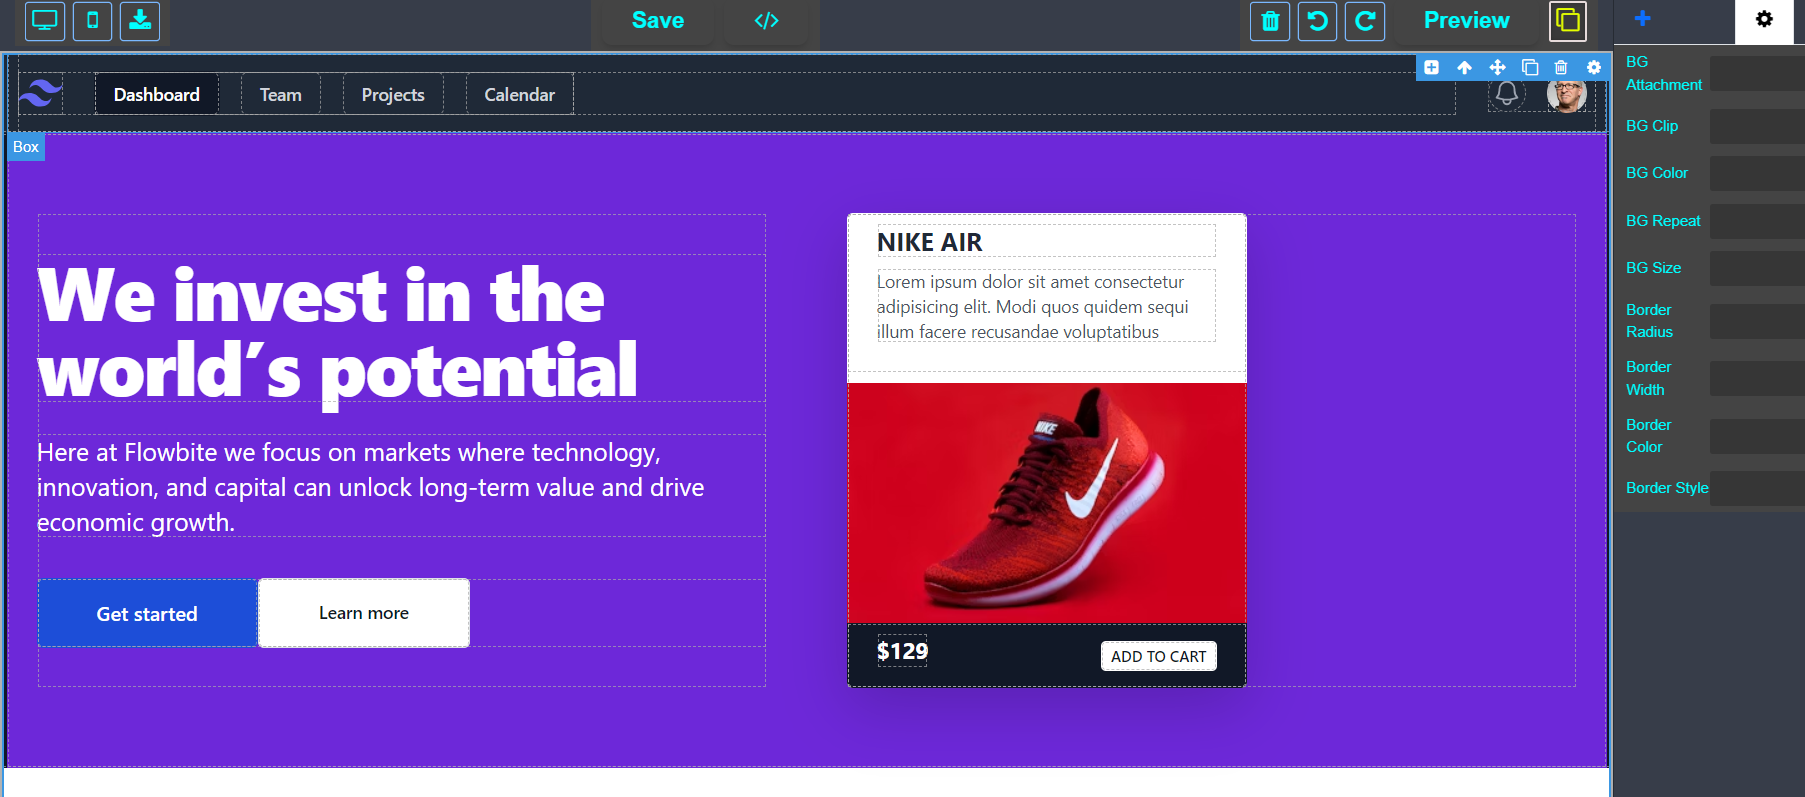 Save
</>
Preview
Dashboard
Team
Projects
Calendar
Box
We invest in the
world’s potential
Here at Flowbite we focus on markets where technology,
innovation, and capital can unlock long-term value and drive
economic growth.
Get started
Learn more
NIKE AIR
Lorem ipsum dolor sit amet consectetur
adipisicing elit. Modi quos quidem sequi
illum facere recusandae voluptatibus
NIKE
$129
ADD TO CART
BG
Attachment
BG Clip
BG Color
BG Repeat
BG Size
Border
Radius
Border
Width
Border
Color
Border Style